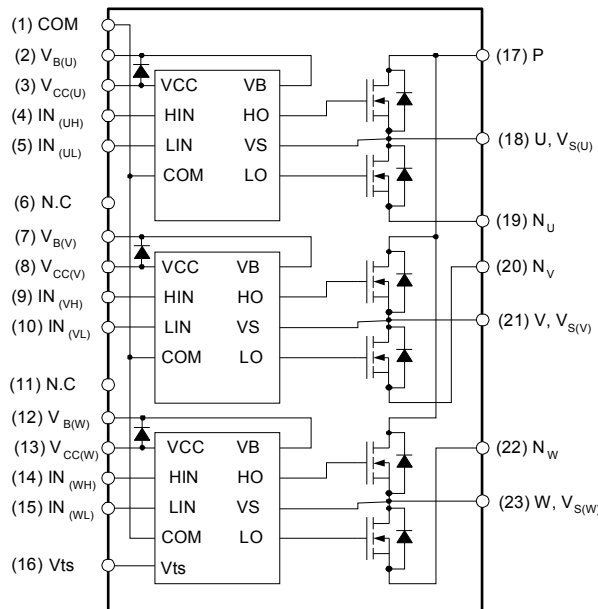 (1) COM
(2) V_B(U)
(3) V_CC(U)
(4) IN_(UH)
(5) IN_(UL)
(6) N.C
(7) V_B(V)
(8) V_CC(V)
(9) IN_(VH)
(10) IN_(VL)
(11) N.C
(12) V_B(W)
(13) V_CC(W)
(14) IN_(WH)
(15) IN_(WL)
(16) Vts
VCC VB
HIN HO
LIN VS
COM LO
VCC VB
HIN HO
LIN VS
COM LO
VCC VB
HIN HO
LIN VS
COM LO
Vts
(17) P
(18) U, V_S(U)
(19) N_U
(20) N_V
(21) V, V_S(V)
(22) N_W
(23) W, V_S(W)